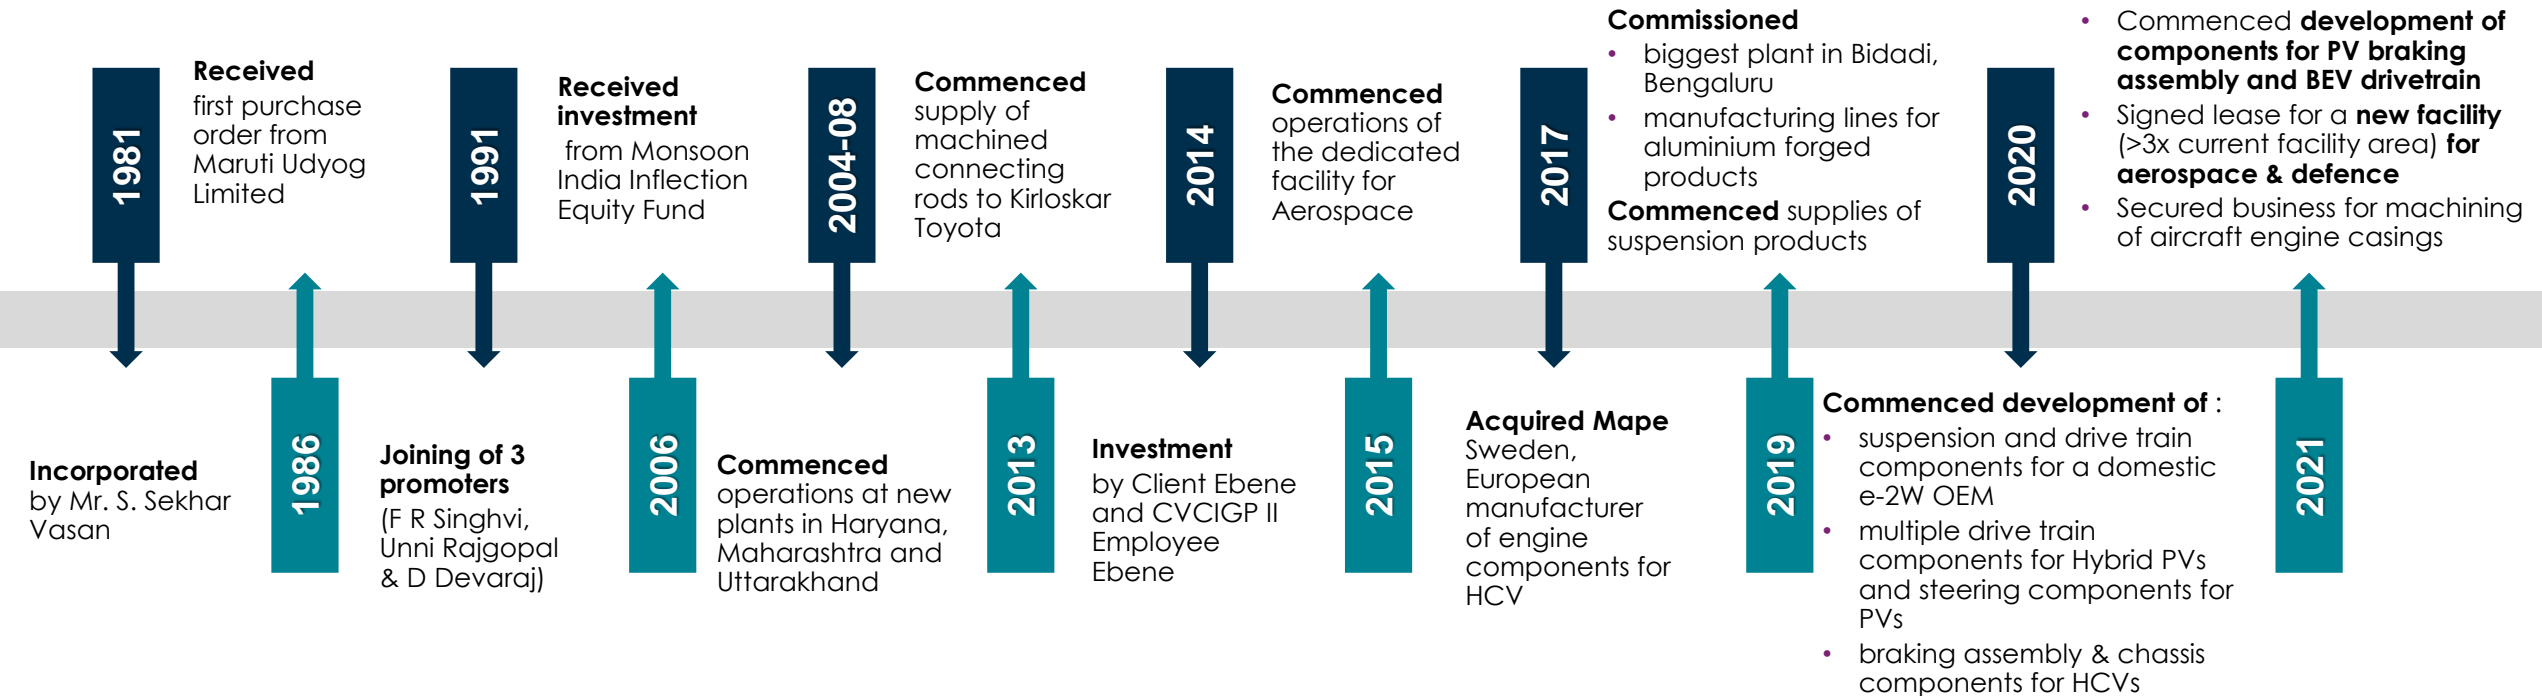 1981
Incorporated
by Mr. S. Sekhar
Vasan
Received
first purchase
order from
Maruti Udyog
Limited
1986
1991
Joining of 3
promoters
(F R Singhvi,
Unni Rajgopal
& D Devaraj)
Received
investment
from Monsoon
India Inflection
Equity Fund
2006
2004-08
Commenced
operations at new
plants in Haryana,
Maharashtra and
Uttarakhand
Commenced
supply of
machined
connecting
rods to Kirloskar
Toyota
2013
2014
Investment
by Client Ebene
and CVCIGP II
Employee
Ebene
Commenced
operations of
the dedicated
facility for
Aerospace
2015
2017
Acquired Mape
Sweden,
European
manufacturer
of engine
components for
HCV
Commissioned
• biggest plant in Bidadi,
Bengaluru
• manufacturing lines for
aluminium forged
products
Commenced supplies of
suspension products
2019
2020
Commenced development of :
• suspension and drive train
components for a domestic
e-2W OEM
• multiple drive train
components for Hybrid PVs
and steering components for
PVs
• braking assembly & chassis
components for HCVs
• Commenced development of
components for PV braking
assembly and BEV drivetrain
• Signed lease for a new facility
(>3x current facility area) for
aerospace & defence
• Secured business for machining
of aircraft engine casings
2021